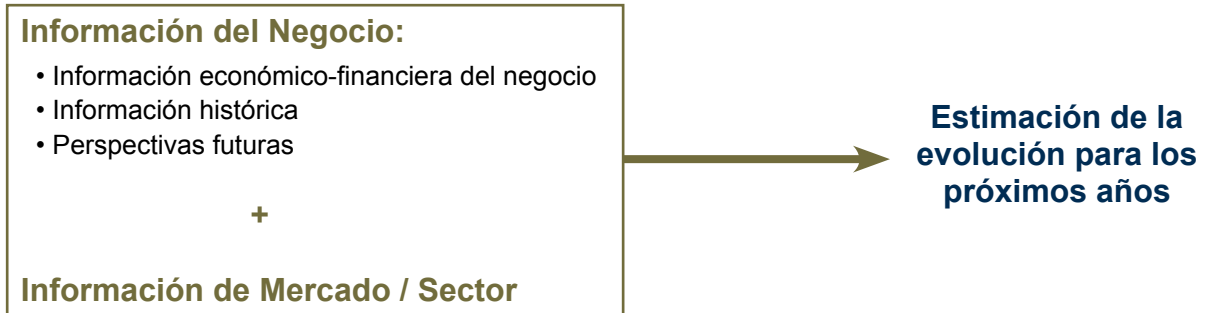 Información del Negocio:
• Información económico-financiera del negocio
• Información histórica
• Perspectivas futuras
+
Información de Mercado / Sector
Estimación de la
evolución para los
próximos años